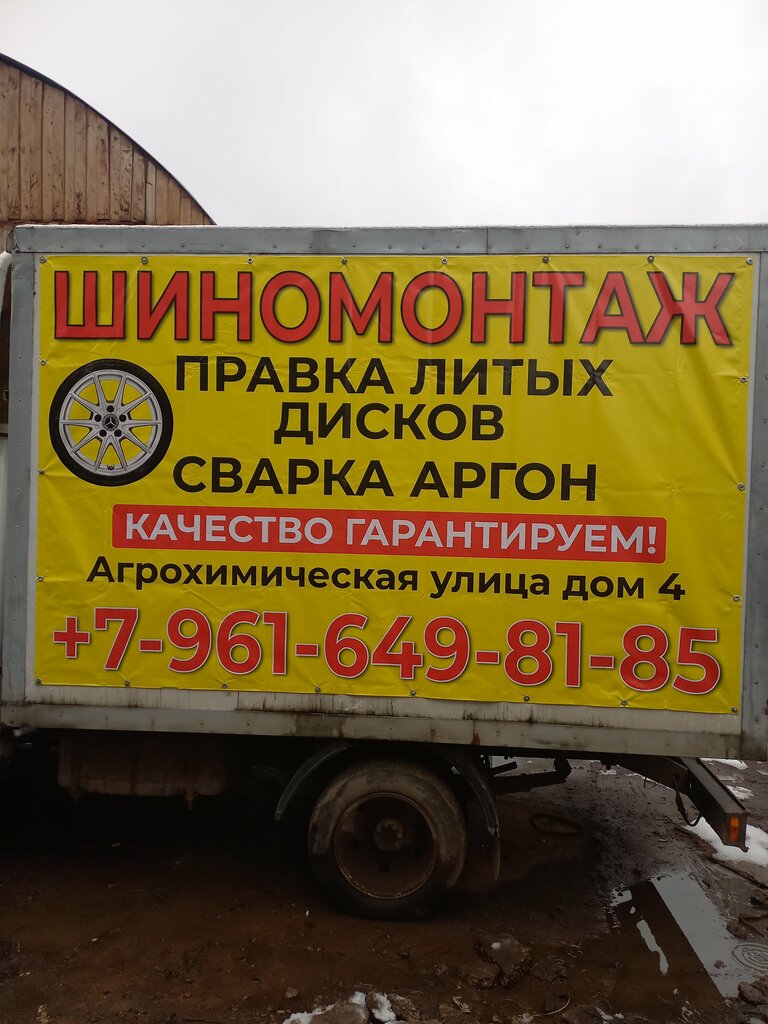 ШИНОМОНТАЖ
ПРАВКА ЛИТЫХ
ДИСКОВ
СВАРКА АРГОН
КАЧЕСТВО ГАРАНТИРУЕМ!
Агрохимическая улица дом 4
+7-961-649-81-85